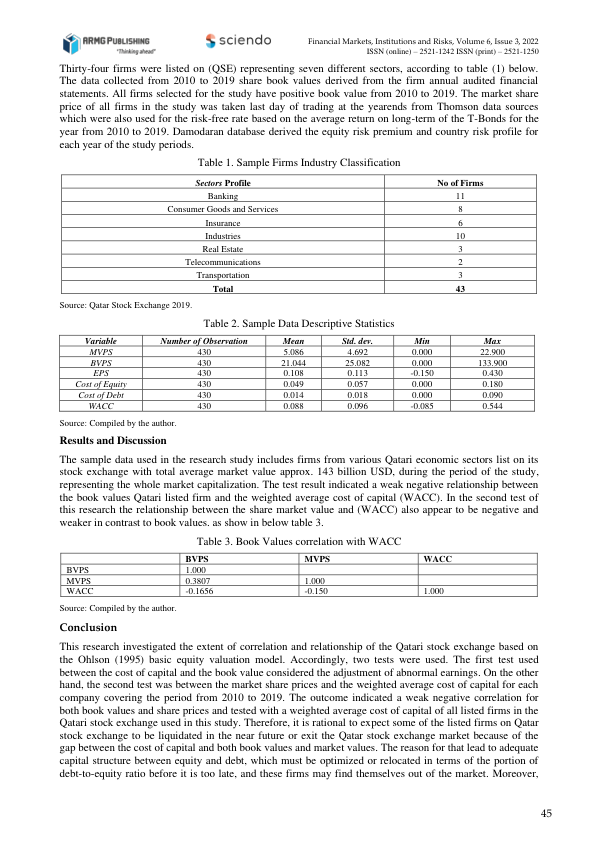 ARMG PUBLISHING
"Thinking ahead"
sciendo
Financial Markets, Institutions and Risks, Volume 6, Issue 3, 2022
ISSN (online) – 2521-1242 ISSN (print) – 2521-1250
Thirty-four firms were listed on (QSE) representing seven different sectors, according to table (1) below.
The data collected from 2010 to 2019 share book values derived from the firm annual audited financial
statements. All firms selected for the study have positive book value from 2010 to 2019. The market share
price of all firms in the study was taken last day of trading at the yearends from Thomson data sources
which were also used for the risk-free rate based on the average return on long-term of the T-Bonds for the
year from 2010 to 2019. Damodaran database derived the equity risk premium and country risk profile for
each year of the study periods.
Table 1. Sample Firms Industry Classification
Sectors Profile No of Firms
Banking 11
Consumer Goods and Services 8
Insurance 6
Industries 10
Real Estate 3
Telecommunications 2
Transportation 3
Total 43
Source: Qatar Stock Exchange 2019.
Table 2. Sample Data Descriptive Statistics
Variable Number of Observation Mean Std. dev. Min Max
MVPS 430 5.086 4.692 0.000 22.900
BVPS 430 21.044 25.082 0.000 133.900
EPS 430 0.108 0.113 -0.150 0.430
Cost of Equity 430 0.049 0.057 0.000 0.180
Cost of Debt 430 0.014 0.018 0.000 0.090
WACC 430 0.088 0.096 -0.085 0.544
Source: Compiled by the author.
Results and Discussion
The sample data used in the research study includes firms from various Qatari economic sectors list on its
stock exchange with total average market value approx. 143 billion USD, during the period of the study,
representing the whole market capitalization. The test result indicated a weak negative relationship between
the book values Qatari listed firm and the weighted average cost of capital (WACC). In the second test of
this research the relationship between the share market value and (WACC) also appear to be negative and
weaker in contrast to book values. as show in below table 3.
Table 3. Book Values correlation with WACC
BVPS MVPS WACC
BVPS 1.000
MVPS 0.3807 1.000
WACC -0.1656 -0.150 1.000
Source: Compiled by the author.
Conclusion
This research investigated the extent of correlation and relationship of the Qatari stock exchange based on
the Ohlson (1995) basic equity valuation model. Accordingly, two tests were used. The first test used
between the cost of capital and the book value considered the adjustment of abnormal earnings. On the other
hand, the second test was between the market share prices and the weighted average cost of capital for each
company covering the period from 2010 to 2019. The outcome indicated a weak negative correlation for
both book values and share prices and tested with a weighted average cost of capital of all listed firms in the
Qatari stock exchange used in this study. Therefore, it is rational to expect some of the listed firms on Qatar
stock exchange to be liquidated in the near future or exit the Qatar stock exchange market because of the
gap between the cost of capital and both book values and market values. The reason for that lead to adequate
capital structure between equity and debt, which must be optimized or relocated in terms of the portion of
debt-to-equity ratio before it is too late, and these firms may find themselves out of the market. Moreover,
45